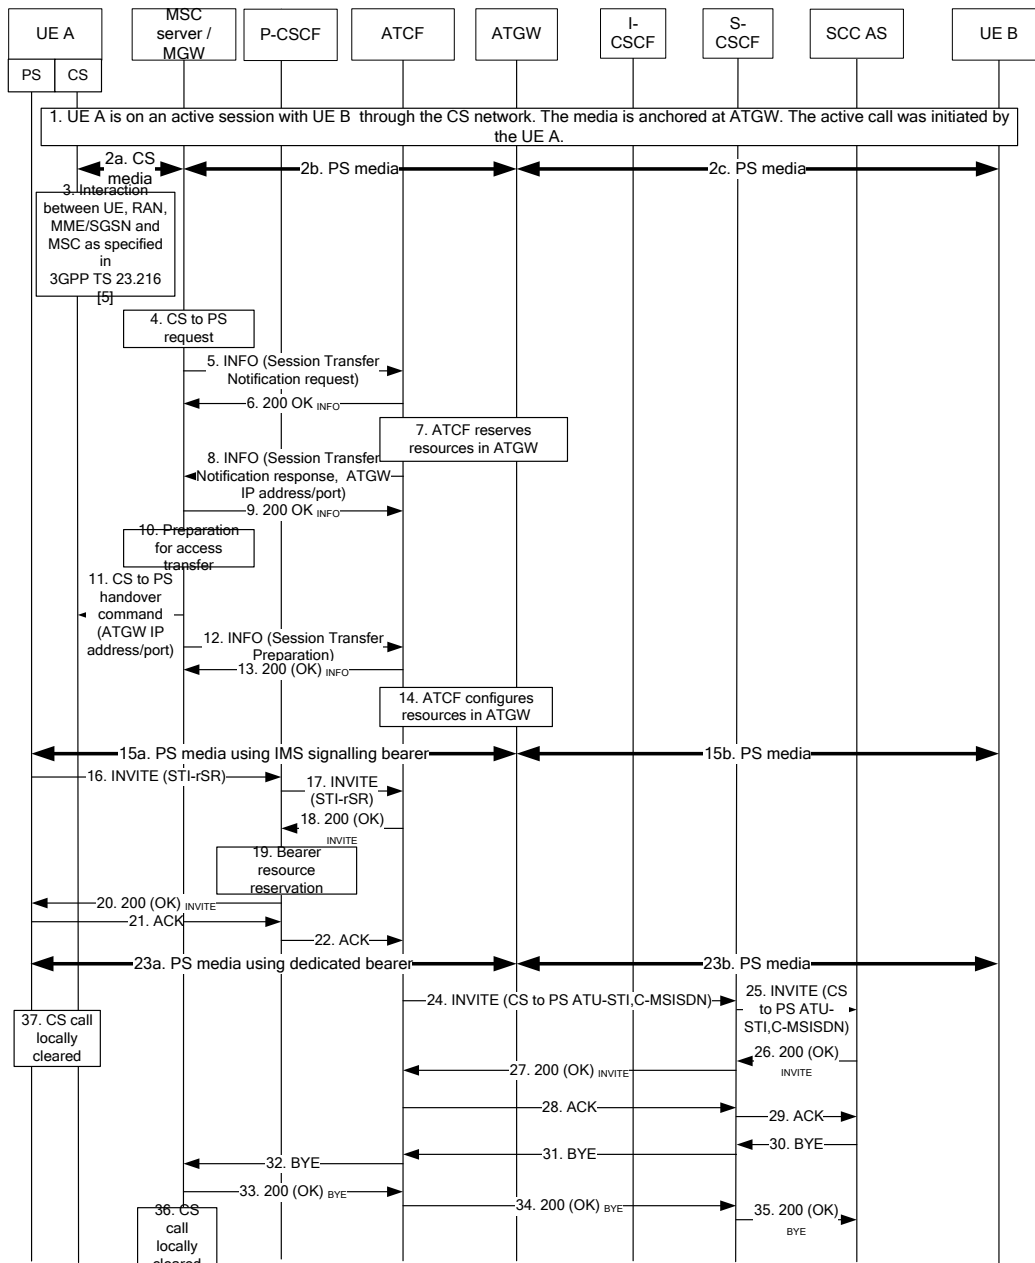 UE A
MSC
server /
MGW
P-CSCF
ATCF
ATGW
I-
CSCF
S-
CSCF
SCC AS
UE B
PS
CS
1. UE A is on an active session with UE B through the CS network. The media is anchored at ATGW. The active call was initiated by
the UE A.
2a. CS
media
2b. PS media
2c. PS media
3. Interaction
between UE, RAN,
MME/SGSN and
MSC as specified
in
3GPP TS 23.216
[5]
4. CS to PS
request
5. INFO (Session Transfer
Notification request)
6. 200 OK INFO
7. ATCF reserves
resources in ATGW
8. INFO (Session Transfer
Notification response, ATGW
IP address/port)
9. 200 OK INFO
10. Preparation
for access
transfer
11. CS to PS
handover
command
(ATGW IP
address/port)
12. INFO (Session Transfer
Preparation)
13. 200 (OK) INFO
14. ATCF configures
resources in ATGW
15a. PS media using IMS signalling bearer
15b. PS media
16. INVITE (STI-rSR)
17. INVITE
(STI-rSR)
18. 200 (OK)
INVITE
19. Bearer
resource
reservation
20. 200 (OK) INVITE
21. ACK
22. ACK
23a. PS media using dedicated bearer
23b. PS media
24. INVITE (CS to PS ATU-STI,C-MSISDN)
25. INVITE (CS
to PS ATU-
STI,C-MSISDN)
37. CS call
locally
cleared
26. 200 (OK)
INVITE
27. 200 (OK) INVITE
28. ACK
29. ACK
30. BYE
31. BYE
32. BYE
33. 200 (OK) BYE
34. 200 (OK) BYE
35. 200 (OK)
BYE
36. CS
call
locally
cleared